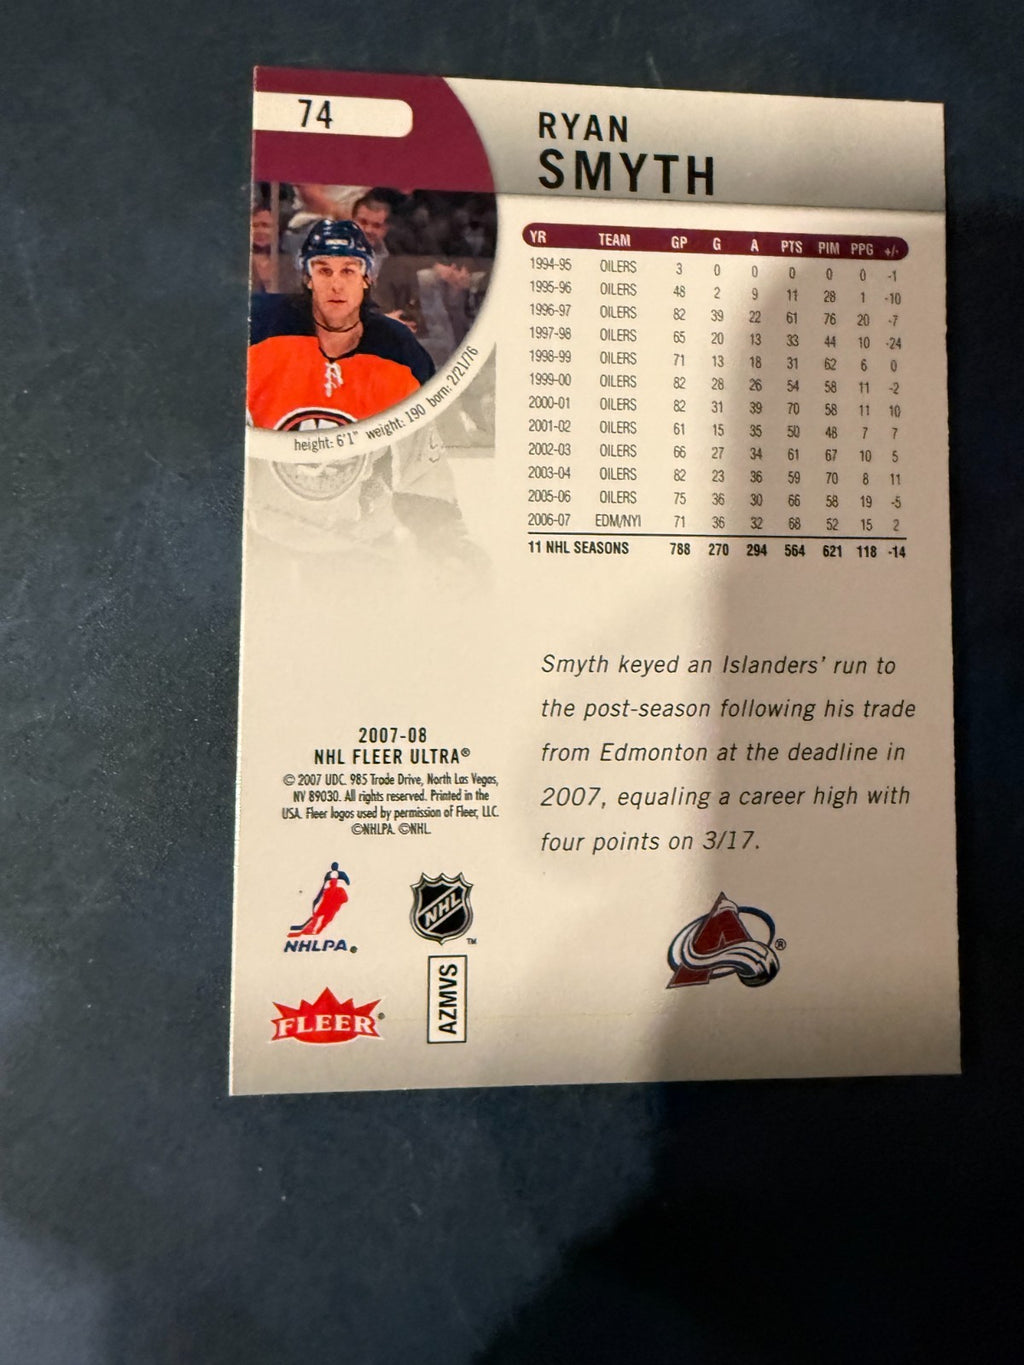 74
RYAN
SMYTH
height: 6'1" weight: 190 born: 2/21/76
YR TEAM GP G A PTS PIM PPG +/-
1994-95 OILERS 3 0 0 0 0 0 -1
1995-96 OILERS 48 2 9 11 28 1 -10
1996-97 OILERS 82 39 22 61 76 20 -7
1997-98 OILERS 65 20 13 33 44 10 -24
1998-99 OILERS 71 13 18 31 62 6 0
1999-00 OILERS 82 28 26 54 58 11 -2
2000-01 OILERS 82 31 39 70 58 11 10
2001-02 OILERS 61 15 35 50 48 7 7
2002-03 OILERS 66 27 34 61 67 10 5
2003-04 OILERS 82 23 36 59 70 8 11
2005-06 OILERS 75 36 30 66 58 19 -5
2006-07 EDM/NYI 71 36 32 68 52 15 2
11 NHL SEASONS 788 270 294 564 621 118 -14
Smyth keyed an Islanders' run to
the post-season following his trade
from Edmonton at the deadline in
2007, equaling a career high with
four points on 3/17.
2007-08
NHL FLEER ULTRA®
© 2007 UDC. 985 Trade Drive, North Las Vegas,
NV 89030. All rights reserved. Printed in the
USA. Fleer logos used by permission of Fleer, LLC.
©NHLPA. ©NHL.
NHLPA®
NHL™
FLEER®
AZMVS
A®